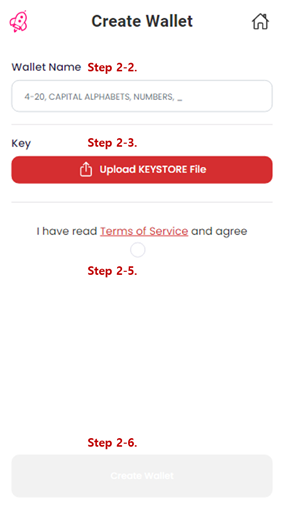 Create Wallet
Wallet Name Step 2-2.
4-20, CAPITAL ALPHABETS, NUMBERS, _
Key Step 2-3.
Upload KEYSTORE File
I have read Terms of Service and agree
Step 2-5.
Step 2-6.
Create Wallet